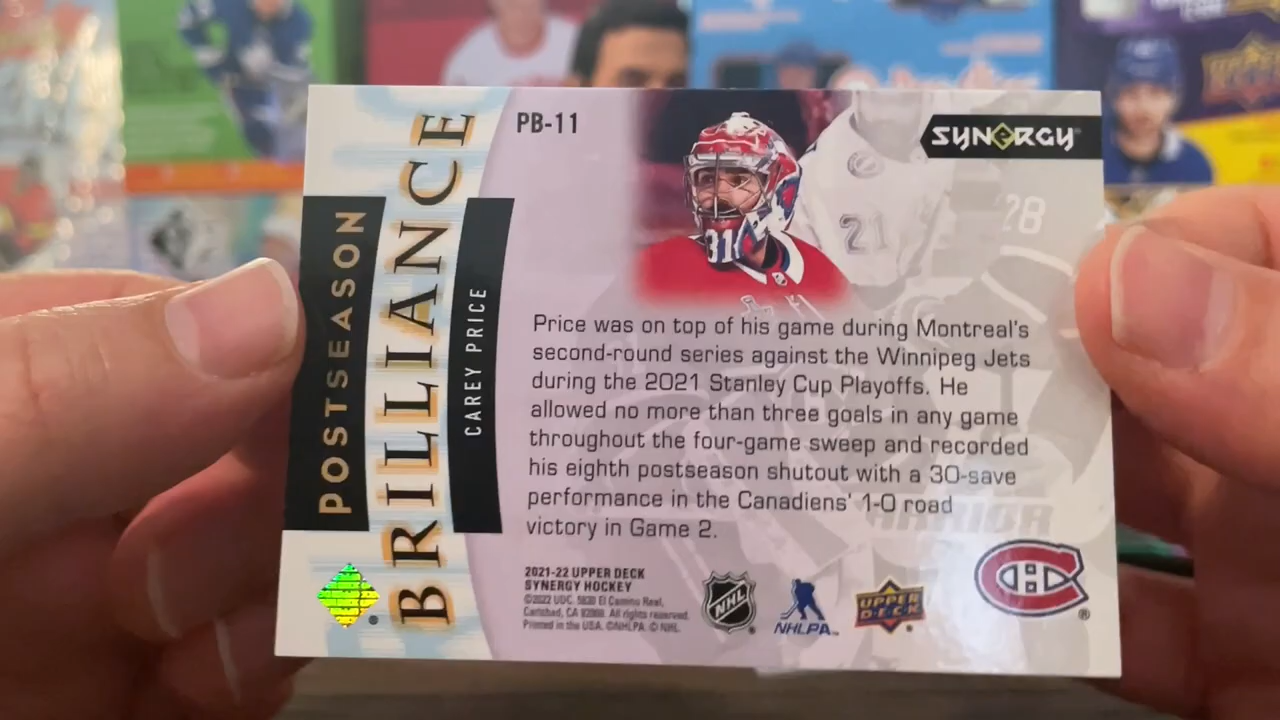 PB-11
SYNERGY
POSTSEASON
BRILLIANCE
CAREY PRICE
31
21
28
Price was on top of his game during Montreal's
second-round series against the Winnipeg Jets
during the 2021 Stanley Cup Playoffs. He
allowed no more than three goals in any game
throughout the four-game sweep and recorded
his eighth postseason shutout with a 30-save
performance in the Canadiens' 1-0 road
victory in Game 2.
2021-22 UPPER DECK
SYNERGY HOCKEY
©2022 UDC. 5830 El Camino Real,
Carlsbad, CA 92008. All rights reserved.
Printed in the USA. ©NHLPA. © NHL.
NHL
NHLPA
UPPER
DECK
WARRIOR